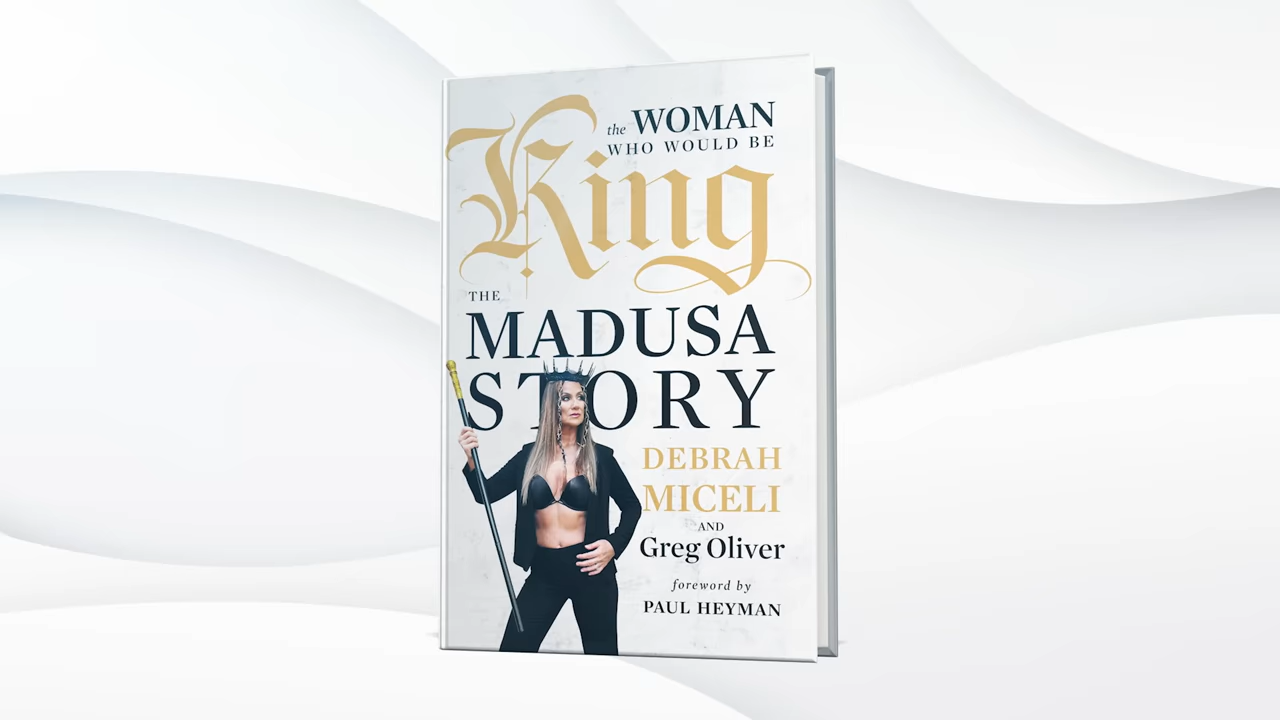 the WOMAN
WHO WOULD BE
King
THE
MADUSA
STORY
DEBRAH
MICELI
AND
Greg Oliver
foreword by
PAUL HEYMAN